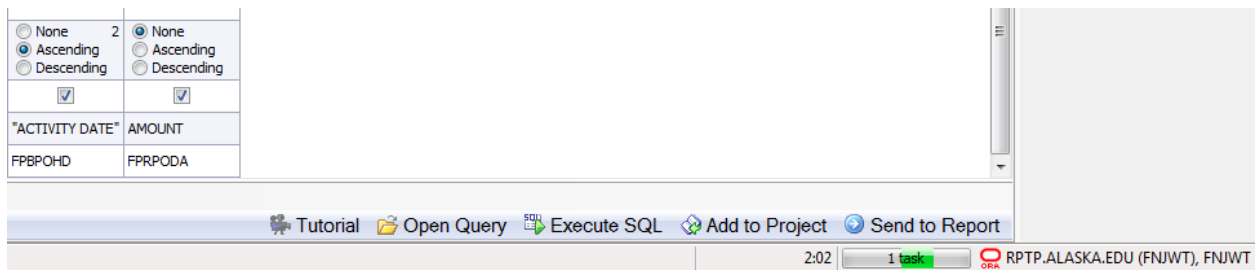 None 2 None
Ascending Ascending
Descending Descending
"ACTIVITY DATE" AMOUNT
FPBPOHD FPRPODA
Tutorial Open Query Execute SQL Add to Project Send to Report
2:02 1 task ORA RPTP.ALASKA.EDU (FNJWT), FNJWT